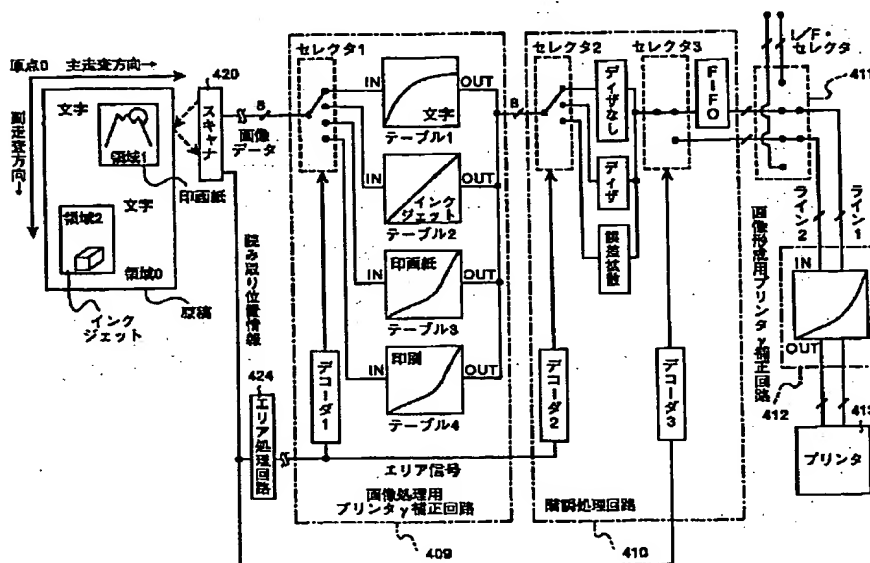 原点0 主走査方向→
副走査方向→
文字
領域1
印画紙
文字
領域2
領域0
インク
ジェット
原稿
420
スキャナ
8
画像
データ
読み取り位置情報
424
エリア処理回路
セレクタ1
IN
OUT
文字
テーブル1
IN
OUT
インク
ジェット
テーブル2
IN
印画紙
OUT
テーブル3
IN
印刷
OUT
テーブル4
デコーダ1
エリア信号
画像処理用
プリンタγ補正回路
409
8
セレクタ2
セレクタ3
ディザなし
ディザ
誤差拡散
FIFO
デコーダ2
デコーダ3
階調処理回路
410
I/F・
セレクタ
411
ライン2
ライン1
画像形成用プリンタγ補正回路
IN
OUT
412
413
プリンタ